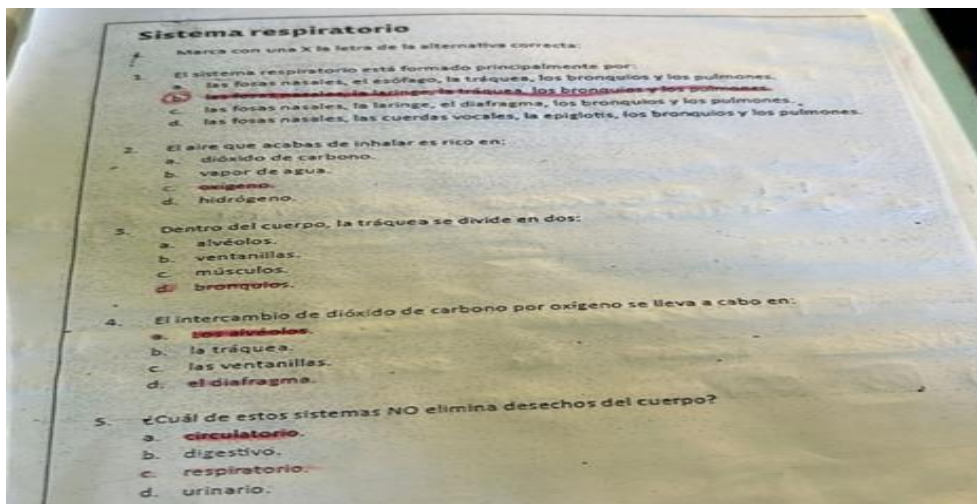 Sistema respiratorio
Marca con una X la letra de la alternativa correcta:
1. El sistema respiratorio está formado principalmente por:
a. las fosas nasales, el esófago, la tráquea, los bronquios y los pulmones.
b. las fosas nasales, la laringe, la tráquea, los bronquios y los pulmones.
c. las fosas nasales, la laringe, el diafragma, los bronquios y los pulmones.
d. las fosas nasales, las cuerdas vocales, la epiglotis, los bronquios y los pulmones.
2. El aire que acabas de inhalar es rico en:
a. dióxido de carbono.
b. vapor de agua.
c. oxígeno.
d. hidrógeno.
3. Dentro del cuerpo, la tráquea se divide en dos:
a. alvéolos.
b. ventanillas.
c. músculos.
d. bronquios.
4. El intercambio de dióxido de carbono por oxígeno se lleva a cabo en:
a. Los alvéolos.
b. la tráquea.
c. las ventanillas.
d. el diafragma.
5. ¿Cuál de estos sistemas NO elimina desechos del cuerpo?
a. circulatorio.
b. digestivo.
c. respiratorio.
d. urinario.